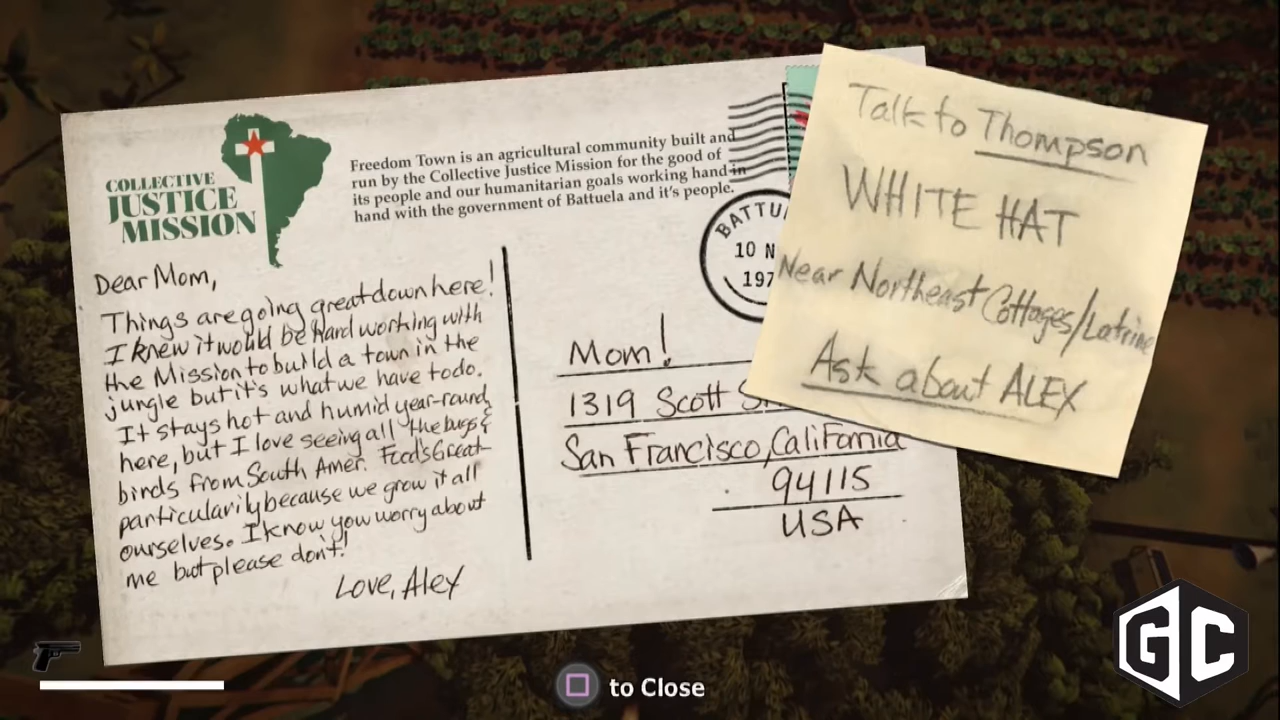 COLLECTIVE
JUSTICE
MISSION
Freedom Town is an agricultural community built and
run by the Collective Justice Mission for the good of
its people and our humanitarian goals working hand in
hand with the government of Battuela and it's people.
BATTU
10 N
197
Dear Mom,
Things are going great down here!
I knew it would be hard working with
the Mission to build a town in the
jungle but it's what we have to do.
It stays hot and humid year-round
here, but I love seeing all the bugs &
birds from South Amer. Food's Great
particularily because we grow it all
ourselves. I know you worry about
me but please don't!
Love, Alex
Mom!
1319 Scott S
San Francisco, California
94115
USA
Talk to Thompson
WHITE HAT
Near Northeast Cottages/Latrine
Ask about ALEX
to Close
GC